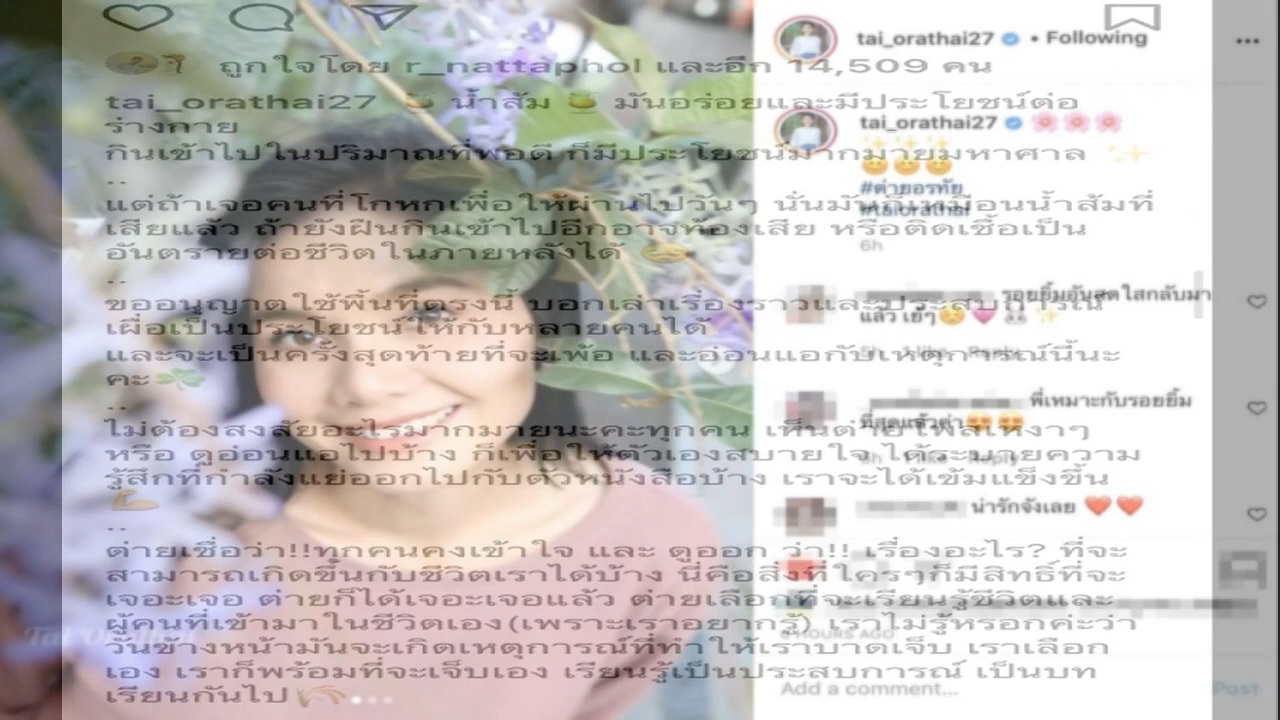 ถูกใจโดย r_nattaphol และอีก 14,509 คน
tai_orathai27 🍊 น้ำส้ม 🍊 มันอร่อยและมีประโยชน์ต่อ
ร่างกาย
กินเข้าไปในปริมาณที่พอดี ก็มีประโยชน์มากมายมหาศาล ✨
..
แต่ถ้าเจอคนที่โกหกเพื่อให้ผ่านไปวันๆ นั่นมัน
เสียแล้ว ถ้ายังฝืนกินเข้าไปอีกอาจท้องเสีย หรือติดเชื้อเป็น
อันตรายต่อชีวิตในภายหลังได้
..
ขออนุญาตใช้พื้นที่ตรงนี้ บอกเล่าเรื่องราวและประสบการณ์นี้
เผื่อเป็นประโยชน์ให้กับหลายคนได้
และจะเป็นครั้งสุดท้ายที่จะเพ้อ และอ่อนแอกับเหตุการณ์นี้นะ
คะ☘️
..
ไม่ต้องสงสัยอะไรมากมายนะคะทุกคน เห็นต่ายโพสเหงาๆ
หรือ ดูอ่อนแอไปบ้าง ก็เพื่อให้ตัวเองสบายใจ ได้ระบายความ
รู้สึกที่กำลังแย่ออกไปกับตัวหนังสือบ้าง เราจะได้เข้มแข็งขึ้น
💪
..
ต่ายเชื่อว่า!!ทุกคนคงเข้าใจ และ ดูออก ว่า!! เรื่องอะไร? ที่จะ
สามารถเกิดขึ้นกับชีวิตเราได้บ้าง นี่คือสิ่งที่ใครๆก็มีสิทธิ์ที่จะ
เจอะเจอ ต่ายก็ได้เจอะเจอแล้ว ต่ายเลือกที่จะเรียนรู้ชีวิตและ
ผู้คนที่เข้ามาในชีวิตเอง(เพราะเราอยากรู้) เราไม่รู้หรอกค่ะว่า
วันข้างหน้ามันจะเกิดเหตุการณ์ที่ทำให้เราบาดเจ็บ เราเลือก
เอง เราก็พร้อมที่จะเจ็บเอง เรียนรู้เป็นประสบการณ์ เป็นบท
เรียนกันไป
tai_orathai27 • Following
tai_orathai27 🌸🌸🌸
😊😊😊
#ต่ายอรทัย
#taiorathai
6h
รอยยิ้มอันสดใสกลับมา
แล้ว เย้ๆ
พี่เหมาะกับรอยยิ้ม
ที่สุดแล้วค่า😍😍
Reply
น่ารักจังเลย ❤️❤️
HOURS AGO
Add a comment...
Post